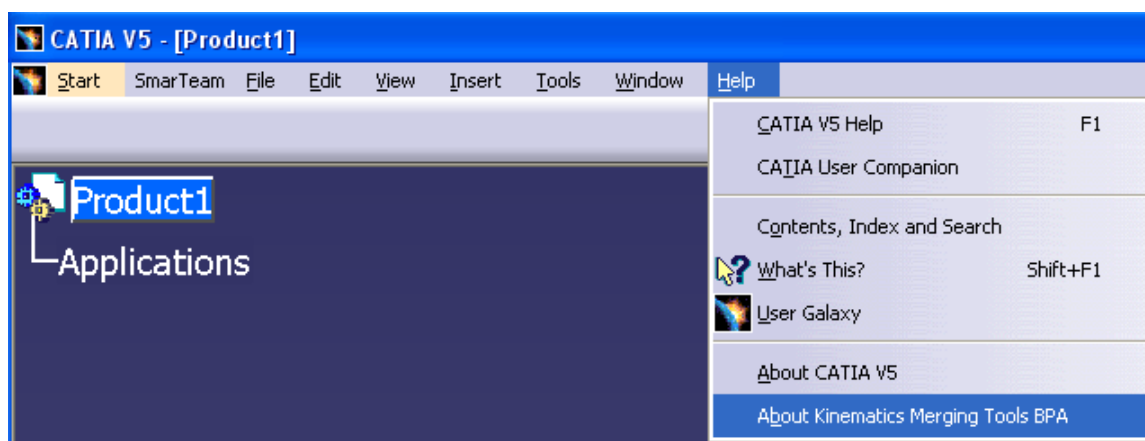 CATIA V5 - [Product1]
Start SmarTeam File Edit View Insert Tools Window Help
CATIA V5 Help F1
CATIA User Companion
Product1
Contents, Index and Search
Applications
What's This? Shift+F1
User Galaxy
About CATIA V5
About Kinematics Merging Tools BPA